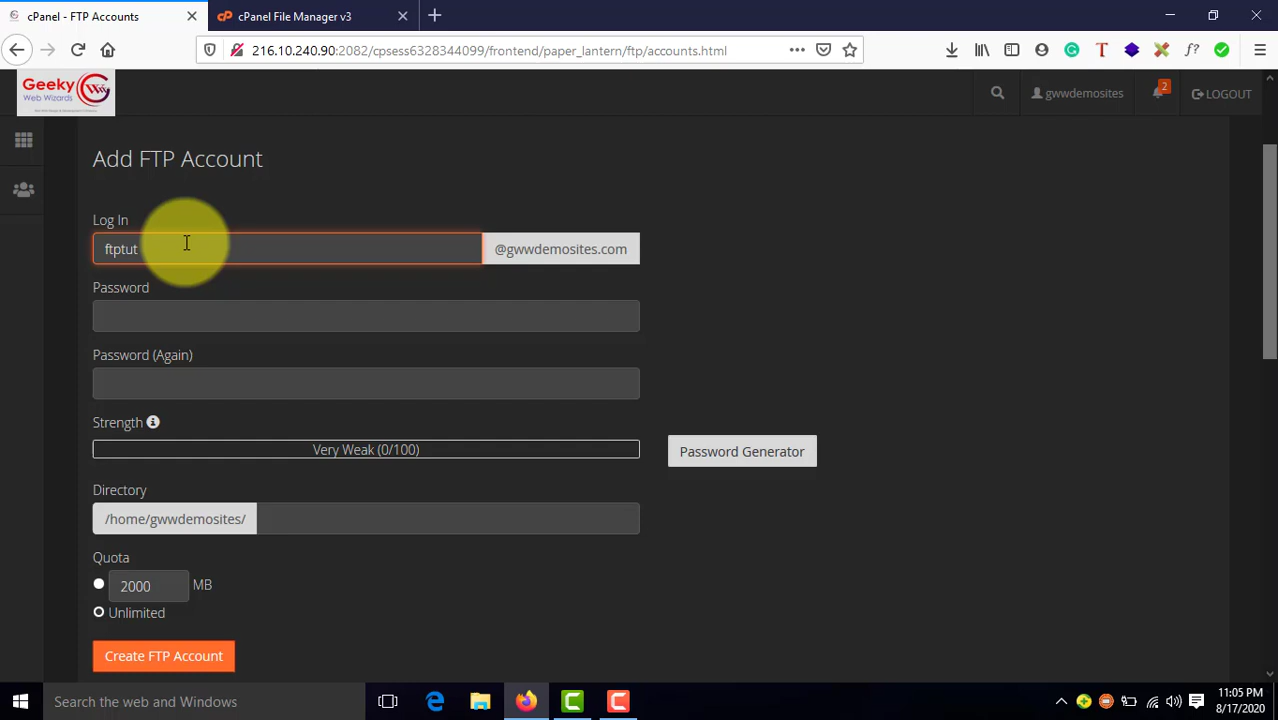 cPanel - FTP Accounts
cPanel File Manager v3
216.10.240.90:2082/cpsess6328344099/frontend/paper_lantern/ftp/accounts.html
Geeky
Web Wizards
gwwdemosites
2
LOGOUT
Add FTP Account
Log In
ftptut
@gwwdemosites.com
Password
Password (Again)
Strength
Very Weak (0/100)
Password Generator
Directory
/home/gwwdemosites/
Quota
2000
MB
Unlimited
Create FTP Account
Search the web and Windows
11:05 PM
8/17/2020